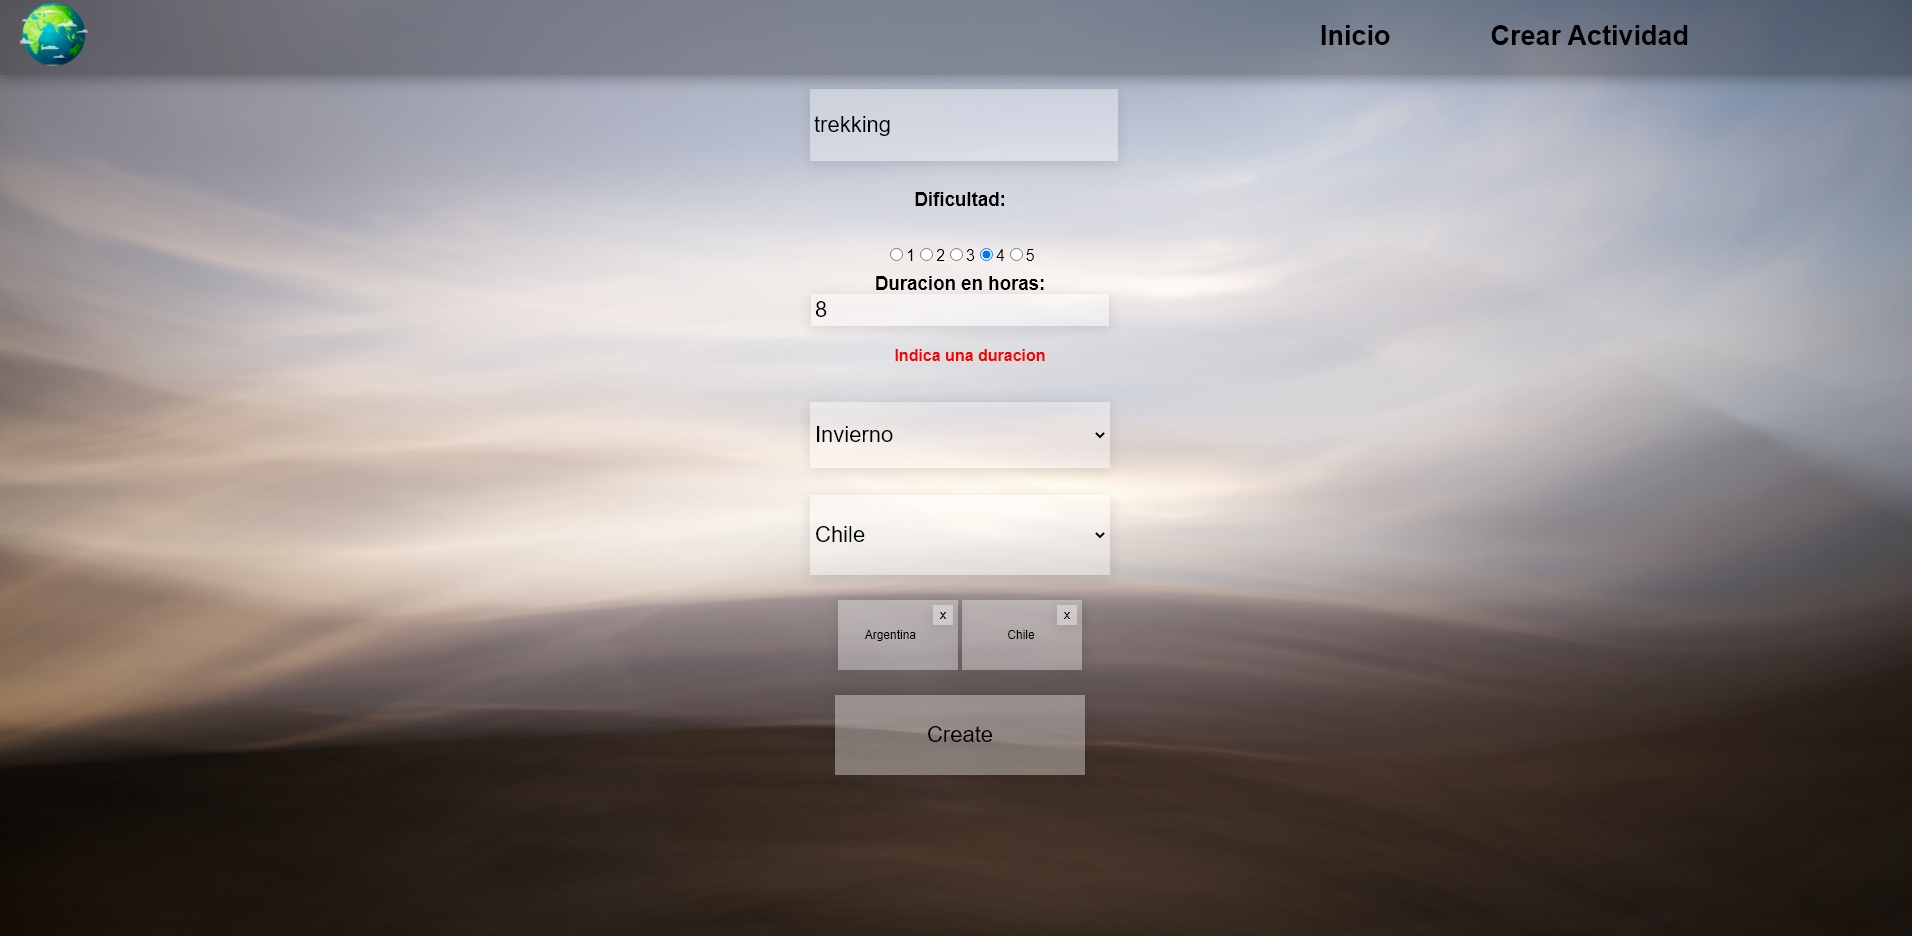 Inicio Crear Actividad
trekking
Dificultad:
1 2 3 4 5
Duracion en horas:
8
Indica una duracion
Invierno
Chile
x x
Argentina Chile
Create